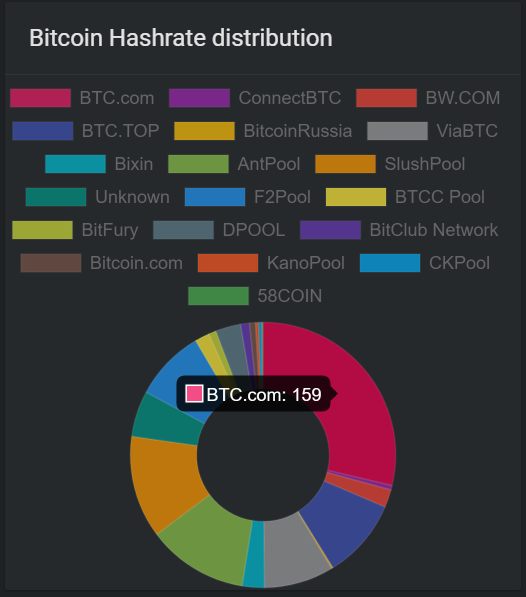 Bitcoin Hashrate distribution
BTC.com ConnectBTC BW.COM
BTC.TOP BitcoinRussia ViaBTC
Bixin AntPool SlushPool
Unknown F2Pool BTCC Pool
BitFury DPOOL BitClub Network
Bitcoin.com KanoPool CKPool
58COIN
BTC.com: 159